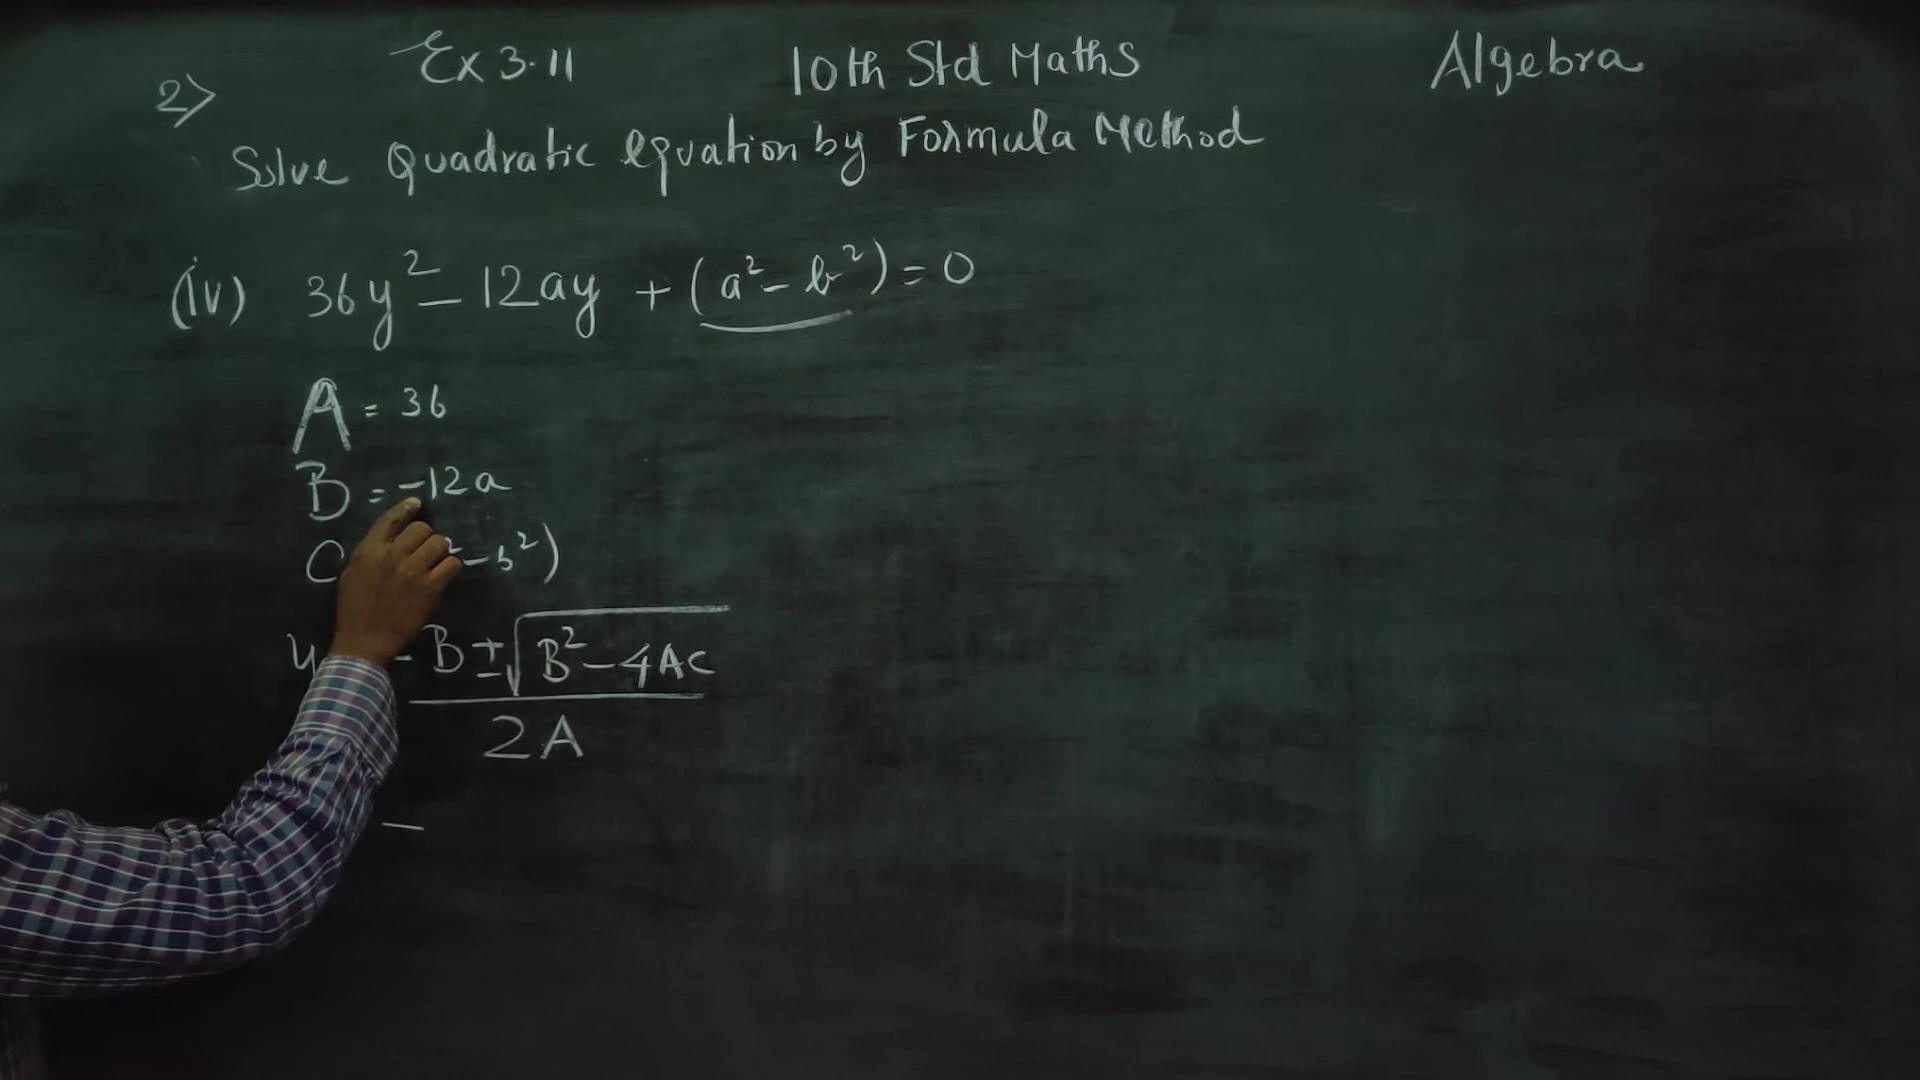 Ex 3.11 10th Std Maths Algebra
2>
Solve Quadratic equation by Formula Method
(iv) 36y² - 12ay + (a² - b²) = 0
A = 36
B = -12a
C ² - b²)
y - B ± √B² - 4AC
2A
-